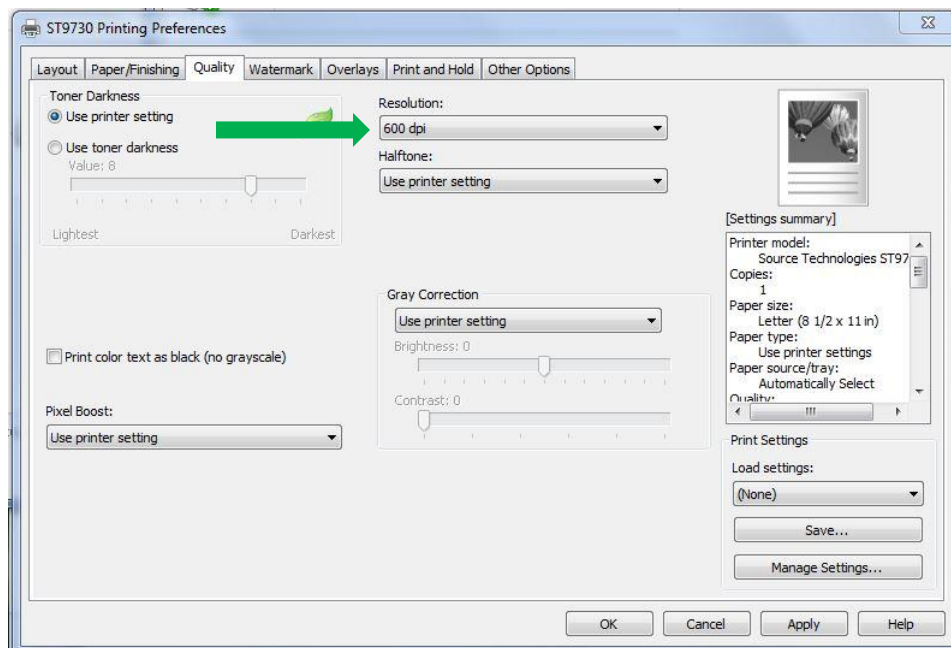 ST9730 Printing Preferences
Layout Paper/Finishing Quality Watermark Overlays Print and Hold Other Options
Toner Darkness
Use printer setting
Use toner darkness
Value: 8
Lightest Darkest
Print color text as black (no grayscale)
Pixel Boost:
Use printer setting
Resolution:
600 dpi
Halftone:
Use printer setting
Gray Correction
Use printer setting
Brightness: 0
Contrast: 0
[Settings summary]
Printer model:
Source Technologies ST97
Copies:
1
Paper size:
Letter (8 1/2 x 11 in)
Paper type:
Use printer settings
Paper source/tray:
Automatically Select
Quality:
Print Settings
Load settings:
(None)
Save...
Manage Settings...
OK Cancel Apply Help